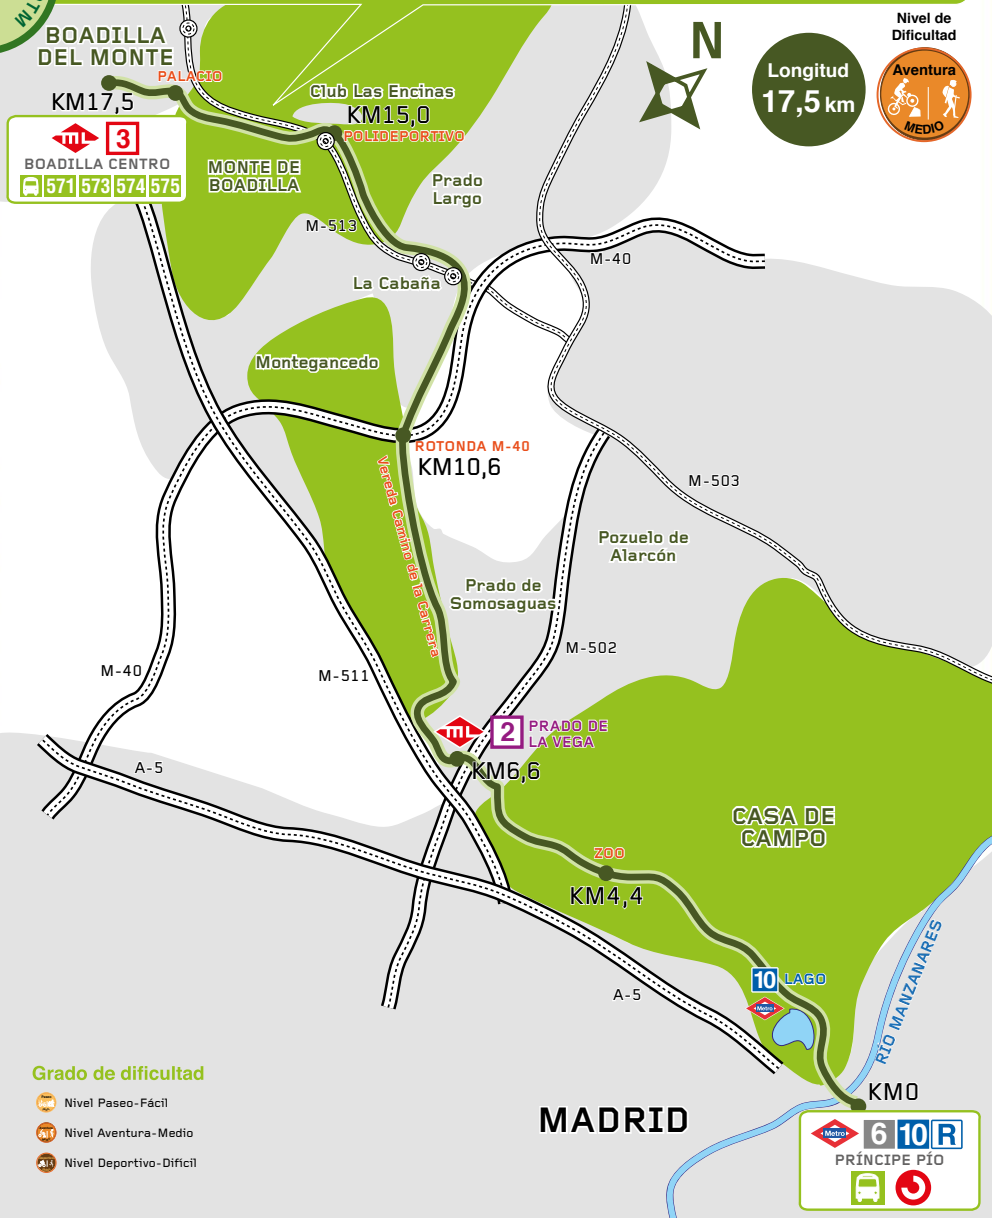 TM
BOADILLA
DEL MONTE
PALACIO
KM17,5
ML 3
BOADILLA CENTRO
571 573 574 575
Club Las Encinas
KM15,0
POLIDEPORTIVO
MONTE DE
BOADILLA
Prado
Largo
M-513
La Cabaña
N
Longitud
17,5 km
Nivel de
Dificultad
Aventura
MEDIO
M-40
Montegancedo
ROTONDA M-40
KM10,6
Vereda Camino de la Carrera
M-503
Pozuelo de
Alarcón
Prado de
Somosaguas
M-502
M-40
M-511
ML 2 PRADO DE
LA VEGA
KM6,6
A-5
CASA DE
CAMPO
ZOO
KM4,4
10 LAGO
Metro
A-5
RÍO MANZANARES
KM0
MADRID
Metro 6 10 R
PRÍNCIPE PÍO
Grado de dificultad
Nivel Paseo-Fácil
Nivel Aventura-Medio
Nivel Deportivo-Difícil